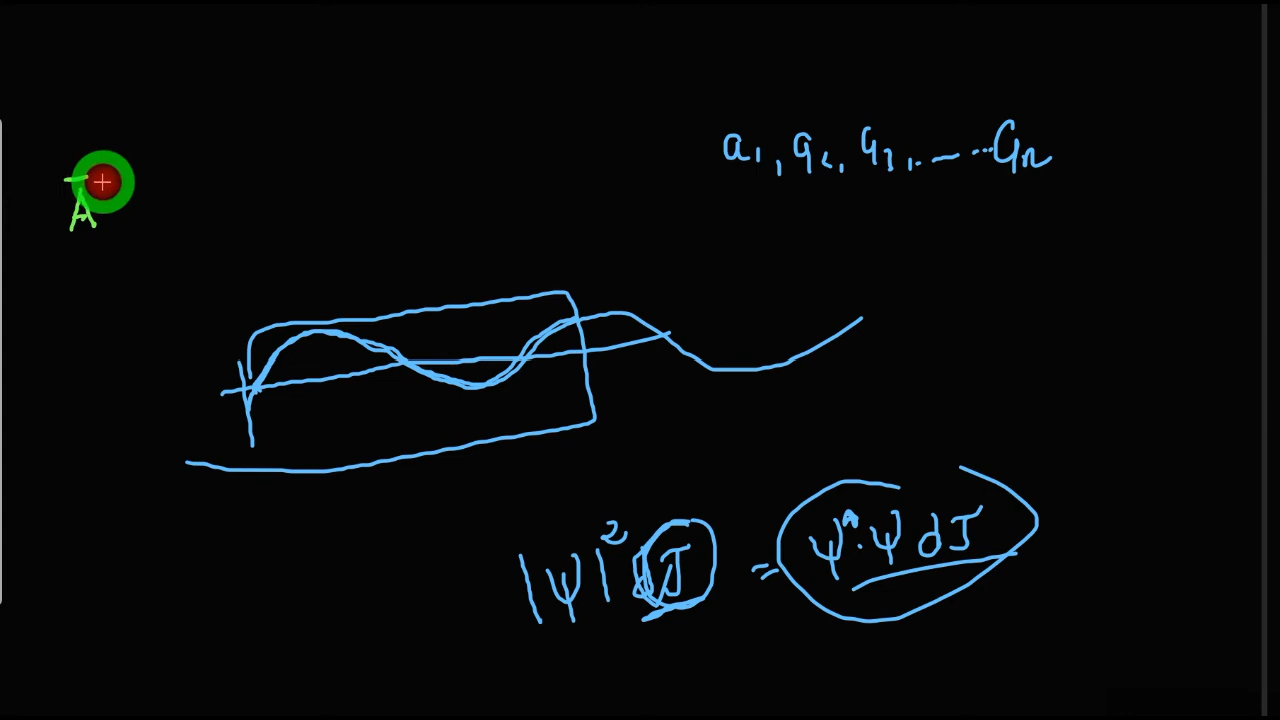 a₁, a₂, a₃, .. — ... aₙ
A
|ψ|² dτ = ψ*·ψ dτ